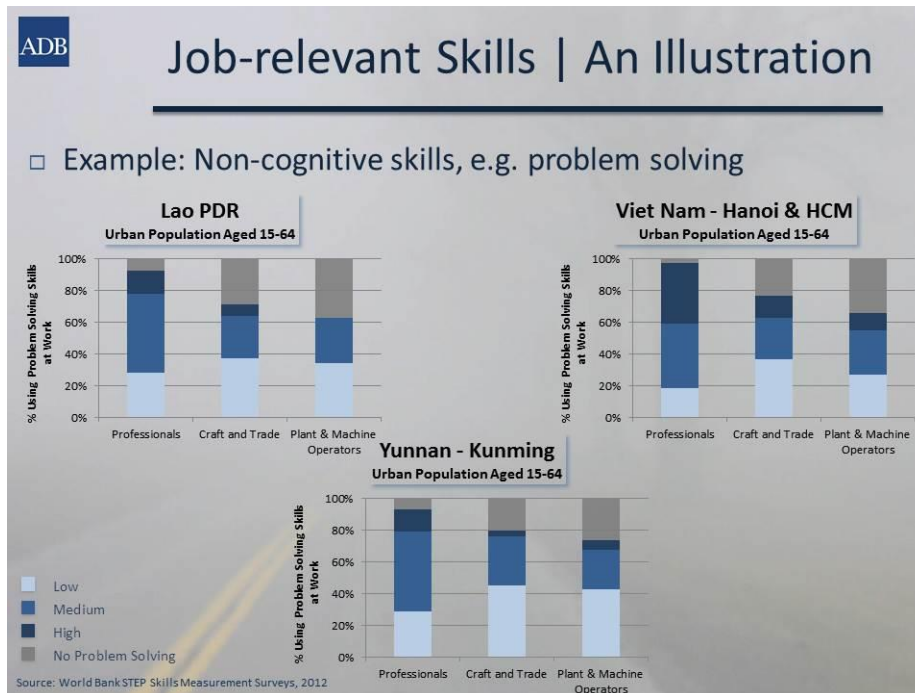 ADB
Job-relevant Skills | An Illustration
□ Example: Non-cognitive skills, e.g. problem solving
Lao PDR
Urban Population Aged 15-64
% Using Problem Solving Skills
at Work
100%
80%
60%
40%
20%
0%
Professionals
Craft and Trade
Plant & Machine
Operators
Viet Nam - Hanoi & HCM
Urban Population Aged 15-64
% Using Problem Solving Skills
at Work
100%
80%
60%
40%
20%
0%
Professionals
Craft and Trade
Plant & Machine
Operators
Yunnan - Kunming
Urban Population Aged 15-64
% Using Problem Solving Skills
at Work
100%
80%
60%
40%
20%
0%
Professionals
Craft and Trade
Plant & Machine
Operators
Low
Medium
High
No Problem Solving
Source: World Bank STEP Skills Measurement Surveys, 2012